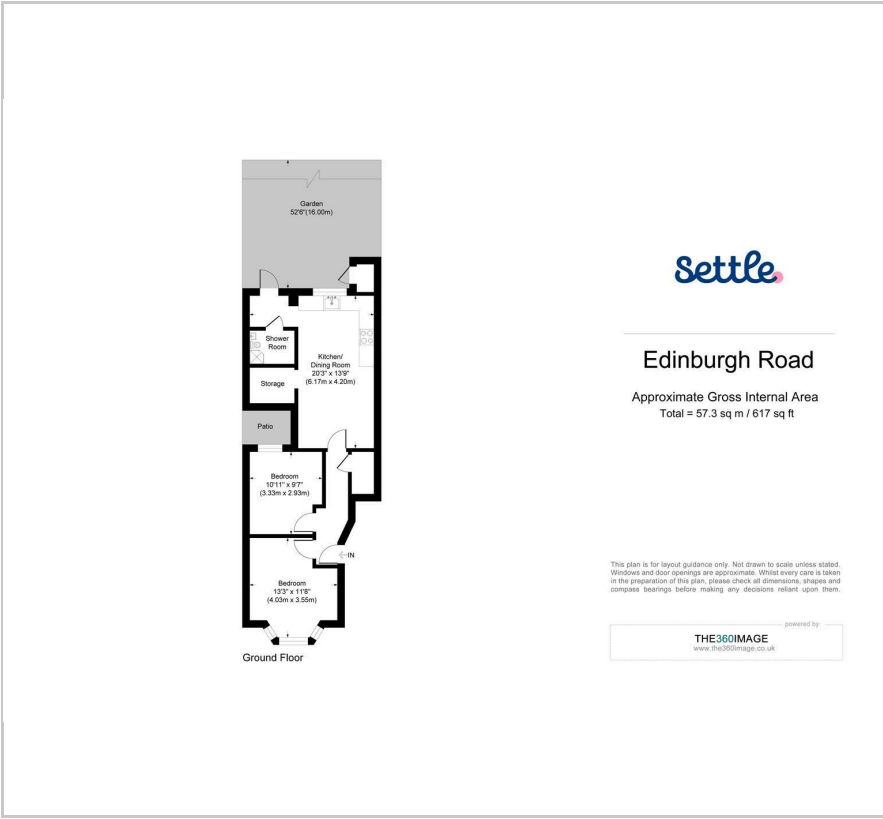 Garden
52'6"(16.00m)
Shower
Room
Kitchen/
Dining Room
20'3" x 13'9"
(6.17m x 4.20m)
Storage
Patio
Bedroom
10'11" x 9'7"
(3.33m x 2.93m)
IN
Bedroom
13'3" x 11'8"
(4.03m x 3.55m)
Ground Floor
Settle
Edinburgh Road
Approximate Gross Internal Area
Total = 57.3 sq m / 617 sq ft
This plan is for layout guidance only. Not drawn to scale unless stated.
Windows and door openings are approximate. Whilst every care is taken
in the preparation of this plan, please check all dimensions, shapes and
compass bearings before making any decisions reliant upon them.
powered by:
THE360IMAGE
www.the360image.co.uk